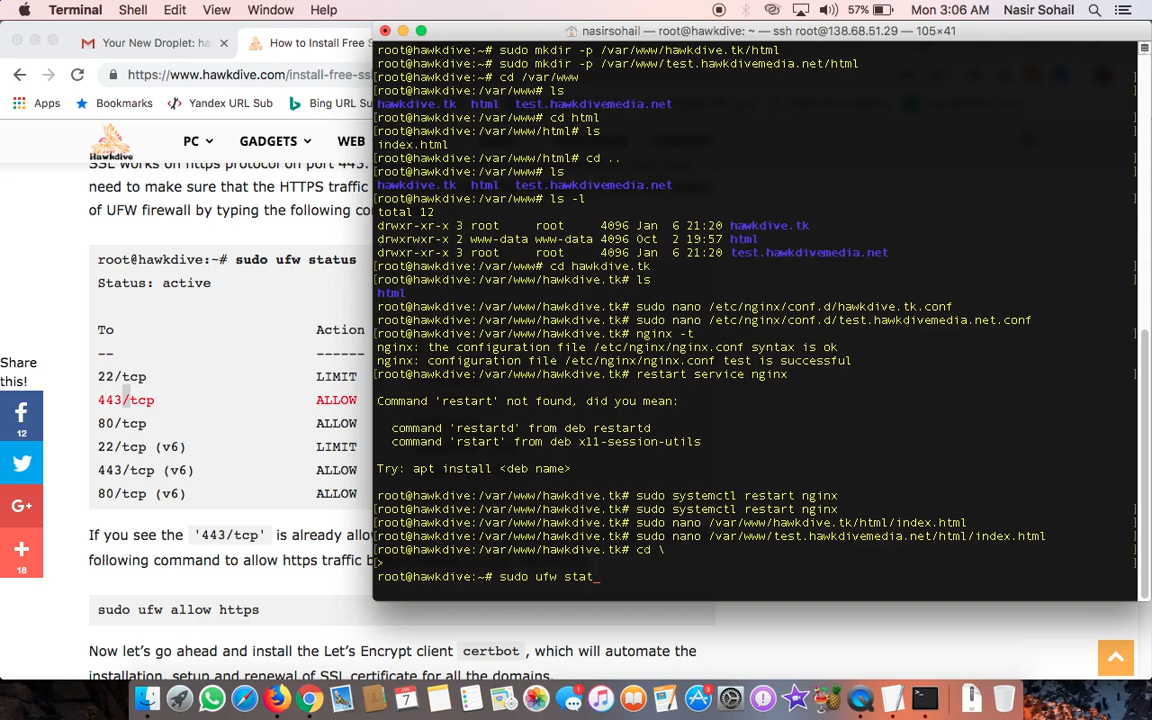 Terminal Shell Edit View Window Help 57% Mon 3:06 AM Nasir Sohail
Your New Droplet: ha
How to Install Free S
https://www.hawkdive.com/install-free-ss
Apps Bookmarks Yandex URL Sub Bing URL Su
Hawkdive PC GADGETS WEB
SSL works on https protocol on port 443.
need to make sure that the HTTPS traffic
of UFW firewall by typing the following co
root@hawkdive:~# sudo ufw status
Status: active
To Action
-- ------
22/tcp LIMIT
443/tcp ALLOW
80/tcp ALLOW
22/tcp (v6) LIMIT
443/tcp (v6) ALLOW
80/tcp (v6) ALLOW
If you see the '443/tcp' is already allo
following command to allow https traffic b
sudo ufw allow https
Now let's go ahead and install the Let's Encrypt client certbot , which will automate the
installation, setup and renewal of SSL certificate for all the domains.
Share
this!
12
G+
18
nasirsohail — root@hawkdive: ~ — ssh root@138.68.51.29 — 105×41
root@hawkdive:~# sudo mkdir -p /var/www/hawkdive.tk/html
root@hawkdive:~# sudo mkdir -p /var/www/test.hawkdivemedia.net/html
root@hawkdive:~# cd /var/www
root@hawkdive:/var/www# ls
hawkdive.tk html test.hawkdivemedia.net
root@hawkdive:/var/www# cd html
root@hawkdive:/var/www/html# ls
index.html
root@hawkdive:/var/www/html# cd ..
root@hawkdive:/var/www# ls
hawkdive.tk html test.hawkdivemedia.net
root@hawkdive:/var/www# ls -l
total 12
drwxr-xr-x 3 root root 4096 Jan 6 21:20 hawkdive.tk
drwxrwxr-x 2 www-data www-data 4096 Oct 2 19:57 html
drwxr-xr-x 3 root root 4096 Jan 6 21:20 test.hawkdivemedia.net
root@hawkdive:/var/www# cd hawkdive.tk
root@hawkdive:/var/www/hawkdive.tk# ls
html
root@hawkdive:/var/www/hawkdive.tk# sudo nano /etc/nginx/conf.d/hawkdive.tk.conf
root@hawkdive:/var/www/hawkdive.tk# sudo nano /etc/nginx/conf.d/test.hawkdivemedia.net.conf
root@hawkdive:/var/www/hawkdive.tk# nginx -t
nginx: the configuration file /etc/nginx/nginx.conf syntax is ok
nginx: configuration file /etc/nginx/nginx.conf test is successful
root@hawkdive:/var/www/hawkdive.tk# restart service nginx
Command 'restart' not found, did you mean:
command 'restartd' from deb restartd
command 'rstart' from deb x11-session-utils
Try: apt install <deb name>
root@hawkdive:/var/www/hawkdive.tk# sudo systemctl restart nginx
root@hawkdive:/var/www/hawkdive.tk# sudo systemctl restart nginx
root@hawkdive:/var/www/hawkdive.tk# sudo nano /var/www/hawkdive.tk/html/index.html
root@hawkdive:/var/www/hawkdive.tk# sudo nano /var/www/test.hawkdivemedia.net/html/index.html
root@hawkdive:/var/www/hawkdive.tk# cd \
>
root@hawkdive:~# sudo ufw stat_